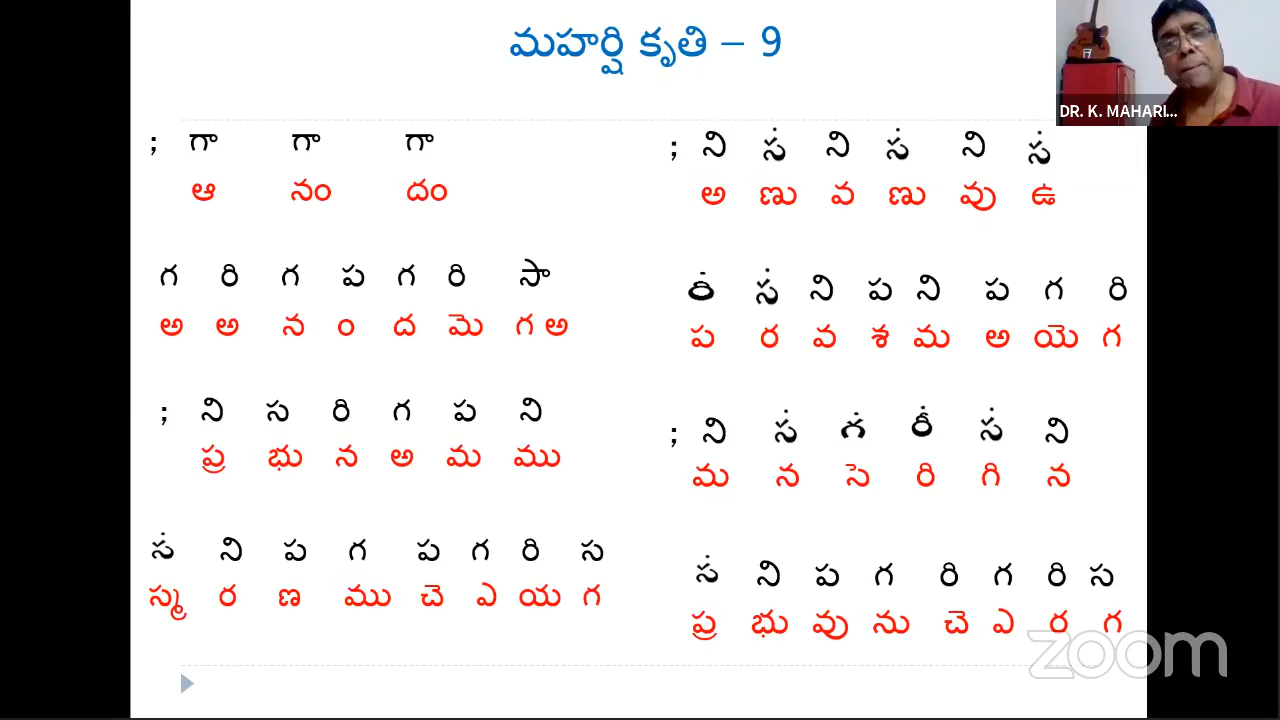 మహర్షి కృతి – 9
DR. K. MAHARI...
; గా గా గా
ఆ నం దం
గ రి గ ప గ రి సా
అ అ న ం ద మె గ అ
; ని స రి గ ప ని
ప్ర భు న అ మ ము
సં ని ప గ ప గ రి స
స్మ ర ణ ము చె ఎ య గ
; ని స̇ ని స̇ ని స̇
అ ణు వ ణు వు ఉ
రి̇ స̇ ని ప ని ప గ రి
ప ర వ శ మ అ యె గ
; ని స̇ గ̇ రి̇ స̇ ని
మ న సె రి గి న
స̇ ని ప గ రి గ రి స
ప్ర భు వు ను చె ఎ ర గ
zoom